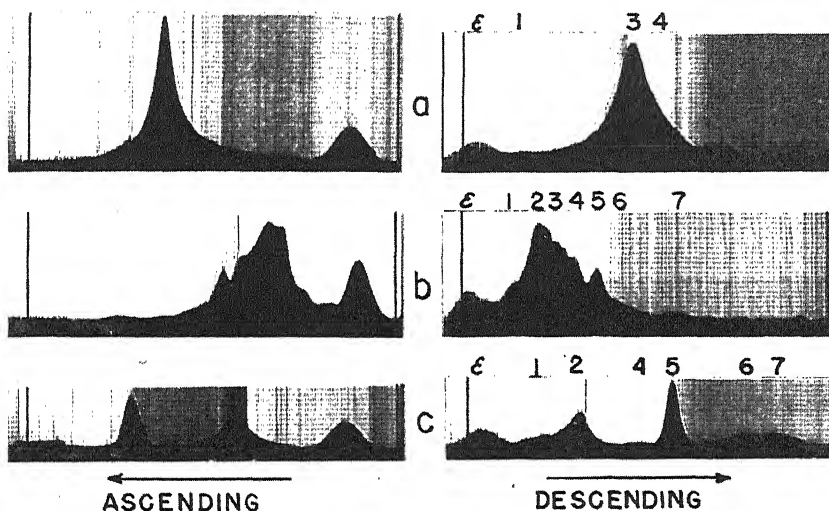 ε 1 3 4
a
ε 1 2 3 4 5 6 7
b
ε 1 2 4 5 6 7
c
ASCENDING DESCENDING